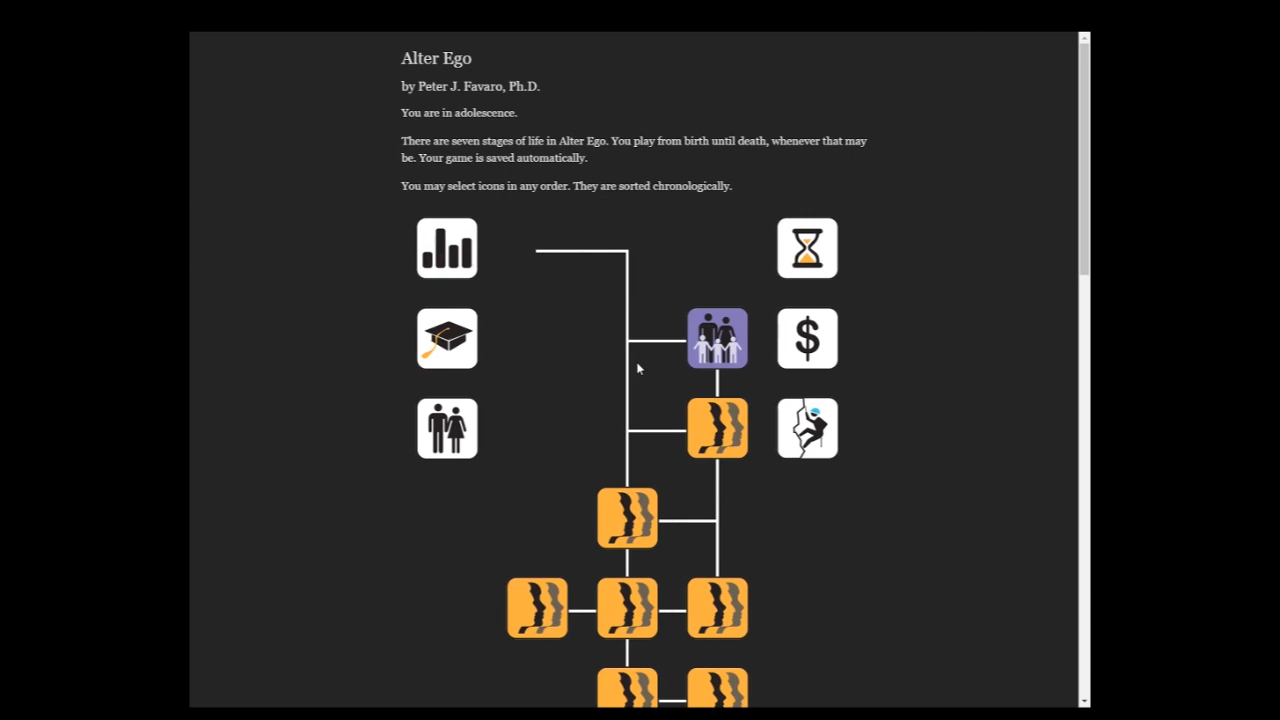 Alter Ego
by Peter J. Favaro, Ph.D.
You are in adolescence.
There are seven stages of life in Alter Ego. You play from birth until death, whenever that may
be. Your game is saved automatically.
You may select icons in any order. They are sorted chronologically.
$